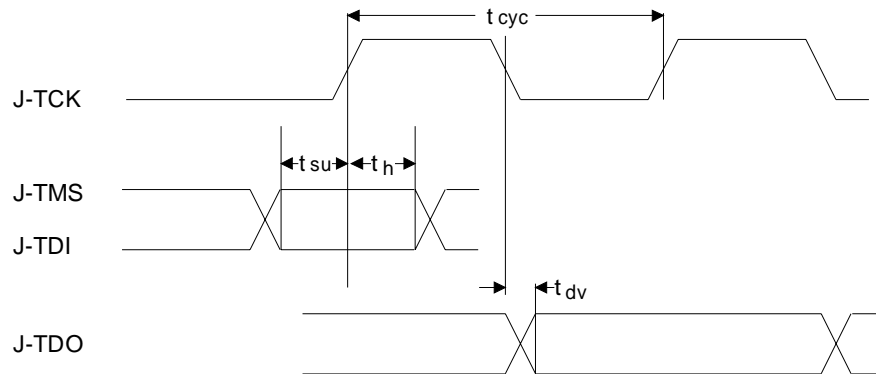 t cyc
J-TCK
t su
t h
J-TMS
J-TDI
t dv
J-TDO